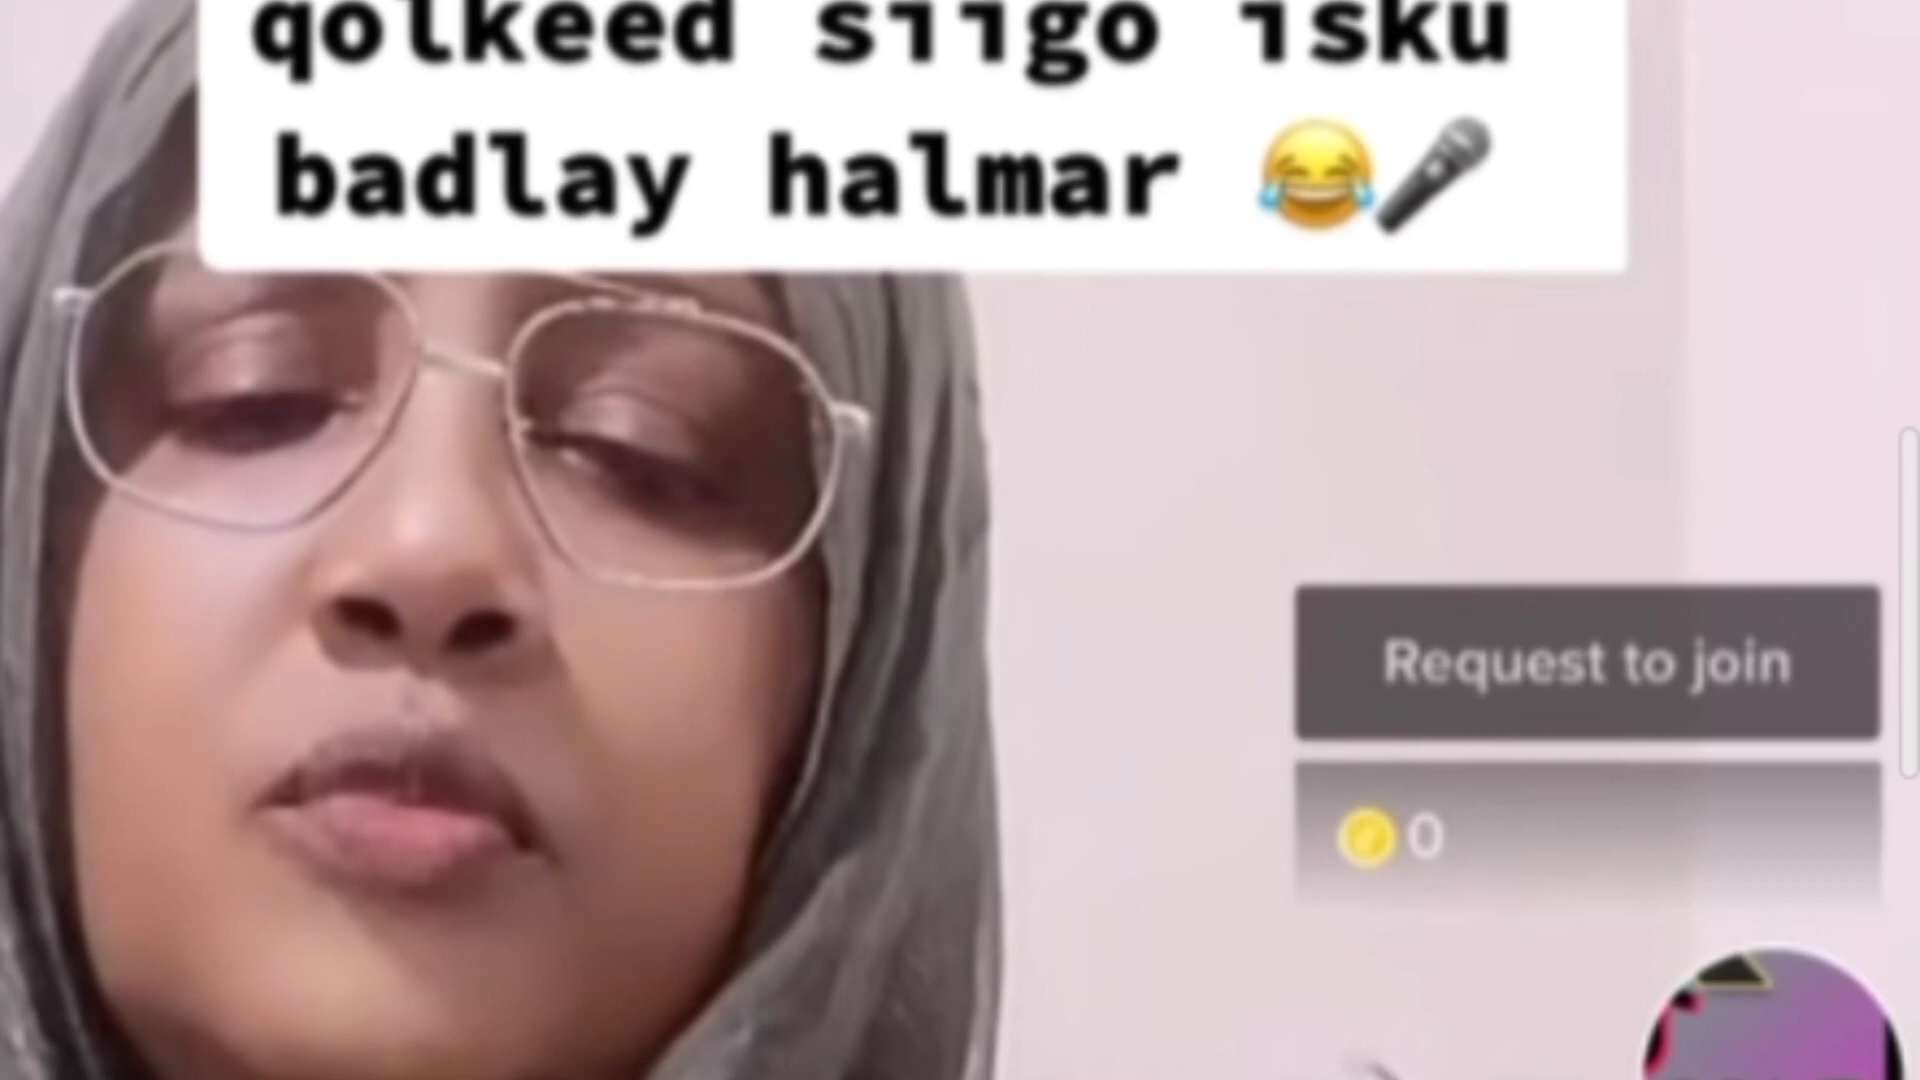 qolkeed siigo isku
badlay halmar 😂🎤
Request to join
0